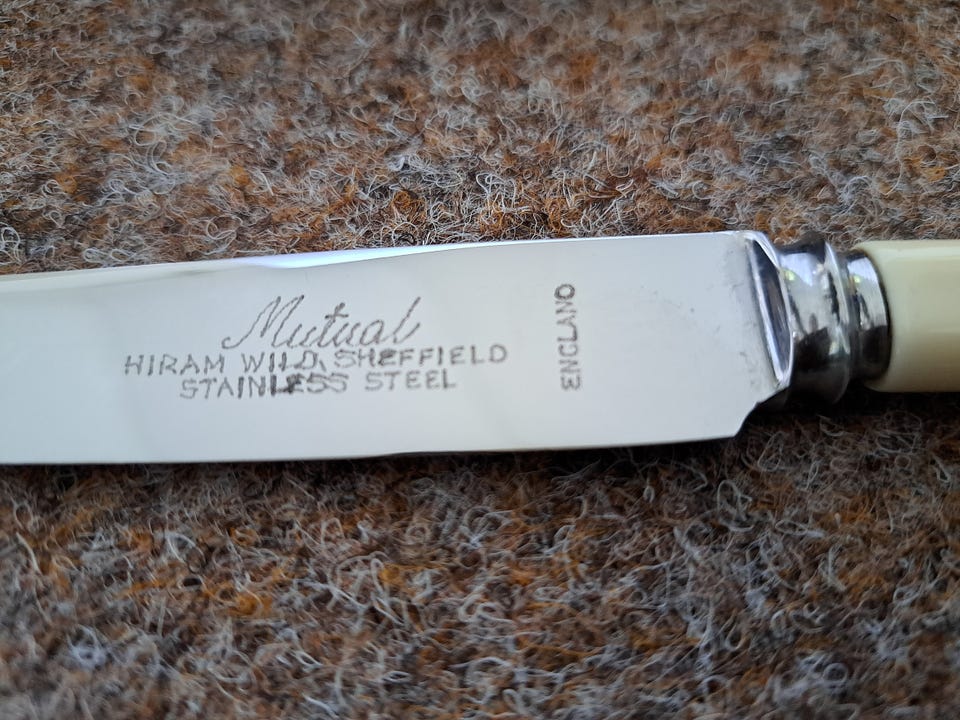 Mutual
HIRAM WILD, SHEFFIELD
STAINLESS STEEL
ENGLAND